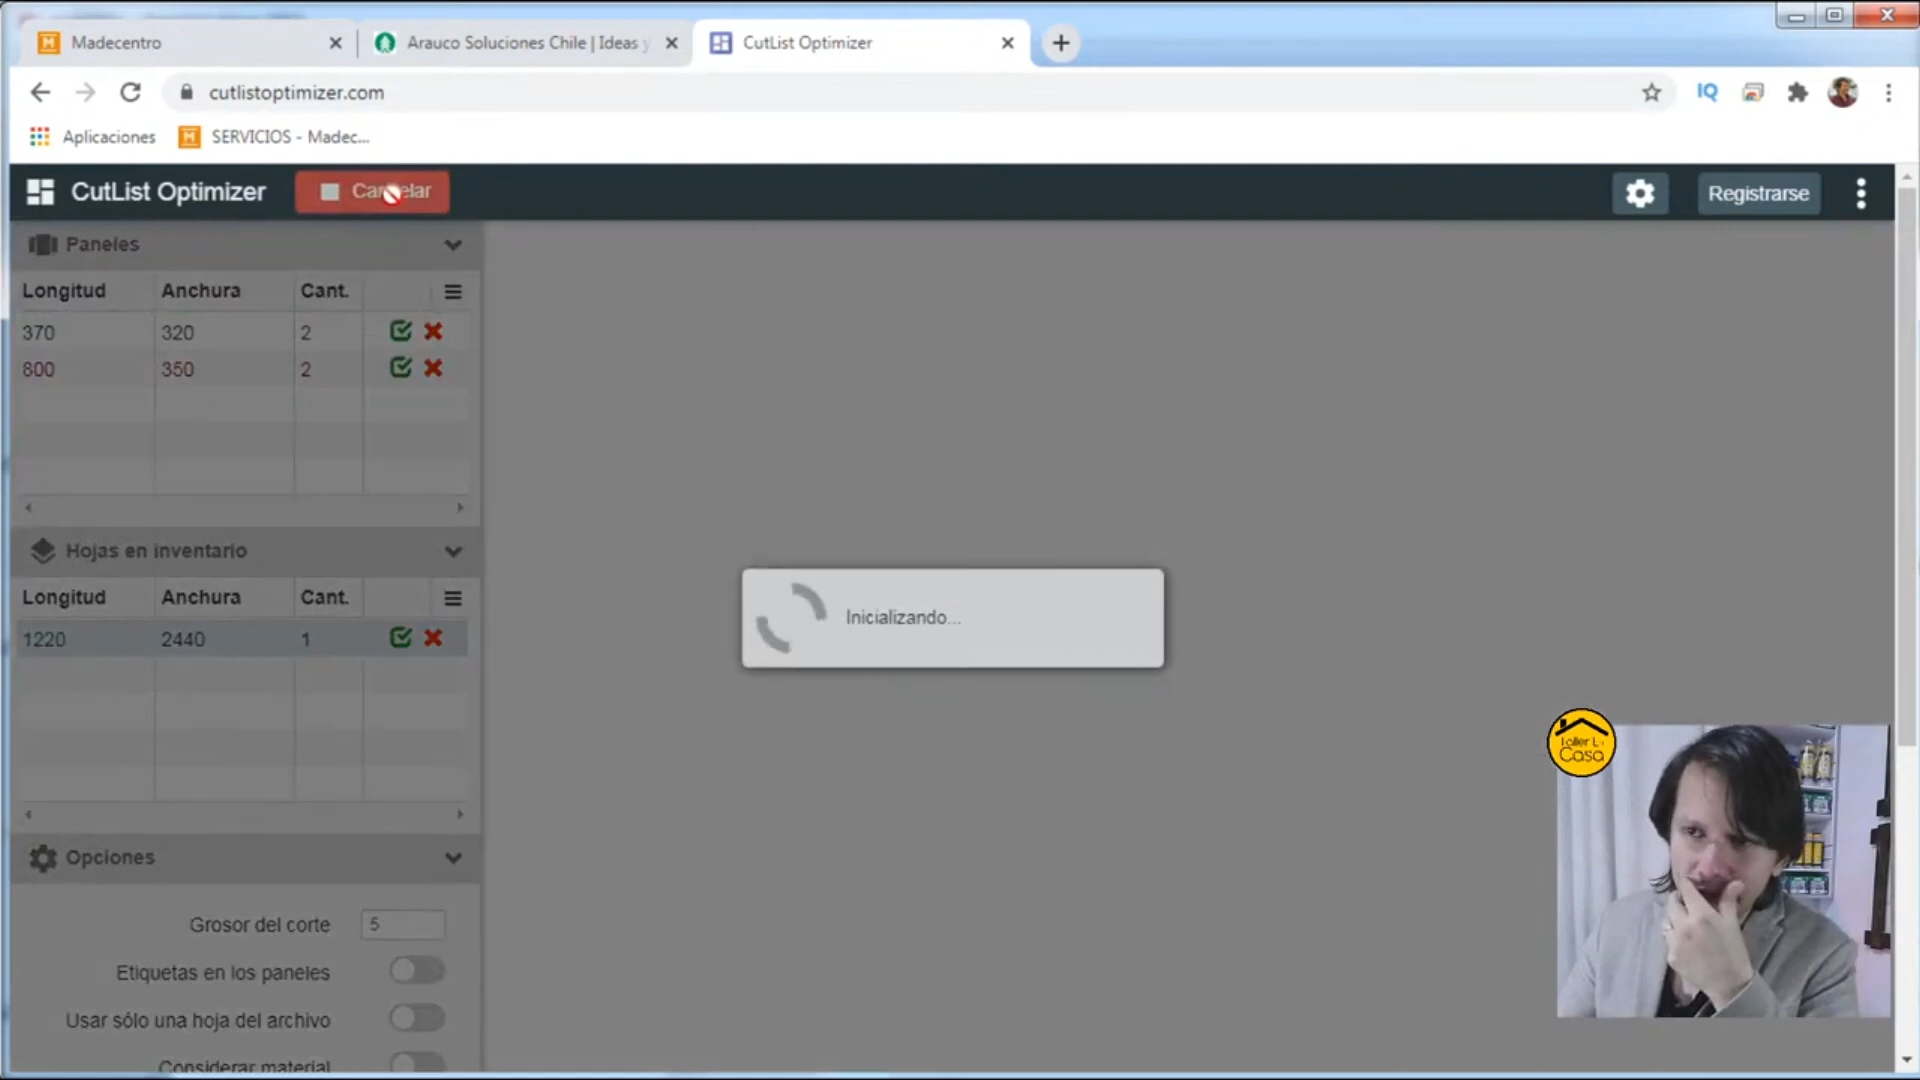 Madecentro
Arauco Soluciones Chile | Ideas y
CutList Optimizer
cutlistoptimizer.com
IQ
Aplicaciones
SERVICIOS - Madec...
CutList Optimizer
Cancelar
Registrarse
Paneles
Longitud Anchura Cant.
370 320 2
800 350 2
Hojas en inventario
Longitud Anchura Cant.
1220 2440 1
Inicializando...
Opciones
Grosor del corte 5
Etiquetas en los paneles
Usar sólo una hoja del archivo
Considerar material
Casa